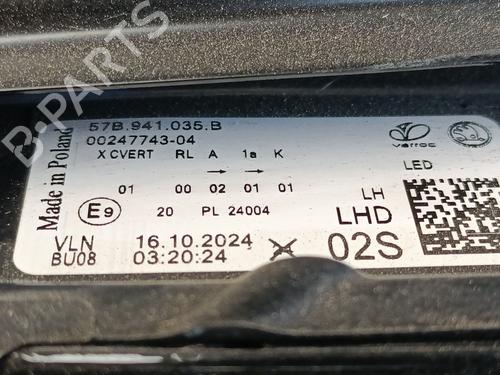 B-Parts
57B.941.035.B
00247743-04
Made in Poland
X CVERT RL A 1a K
→ →
01 00 02 01 01
E9 20 PL 24004
VLN 16.10.2024
BU08 03:20:24
varroc
LED
LH
LHD
02S